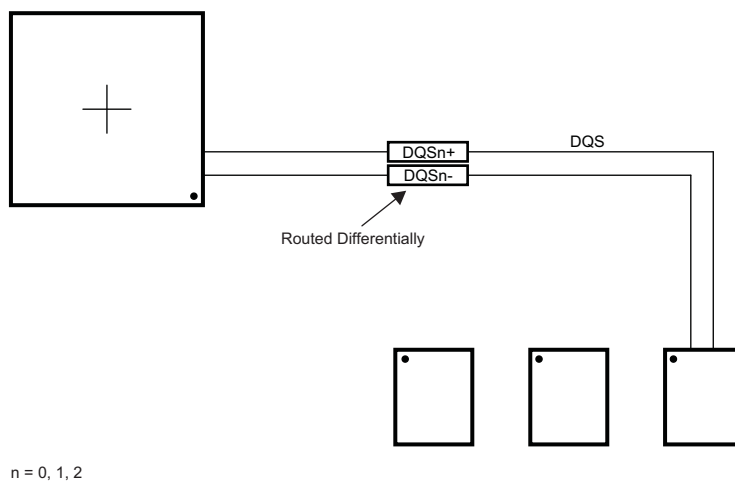 DQS
DQSn+
DQSn-
Routed Differentially
n = 0, 1, 2